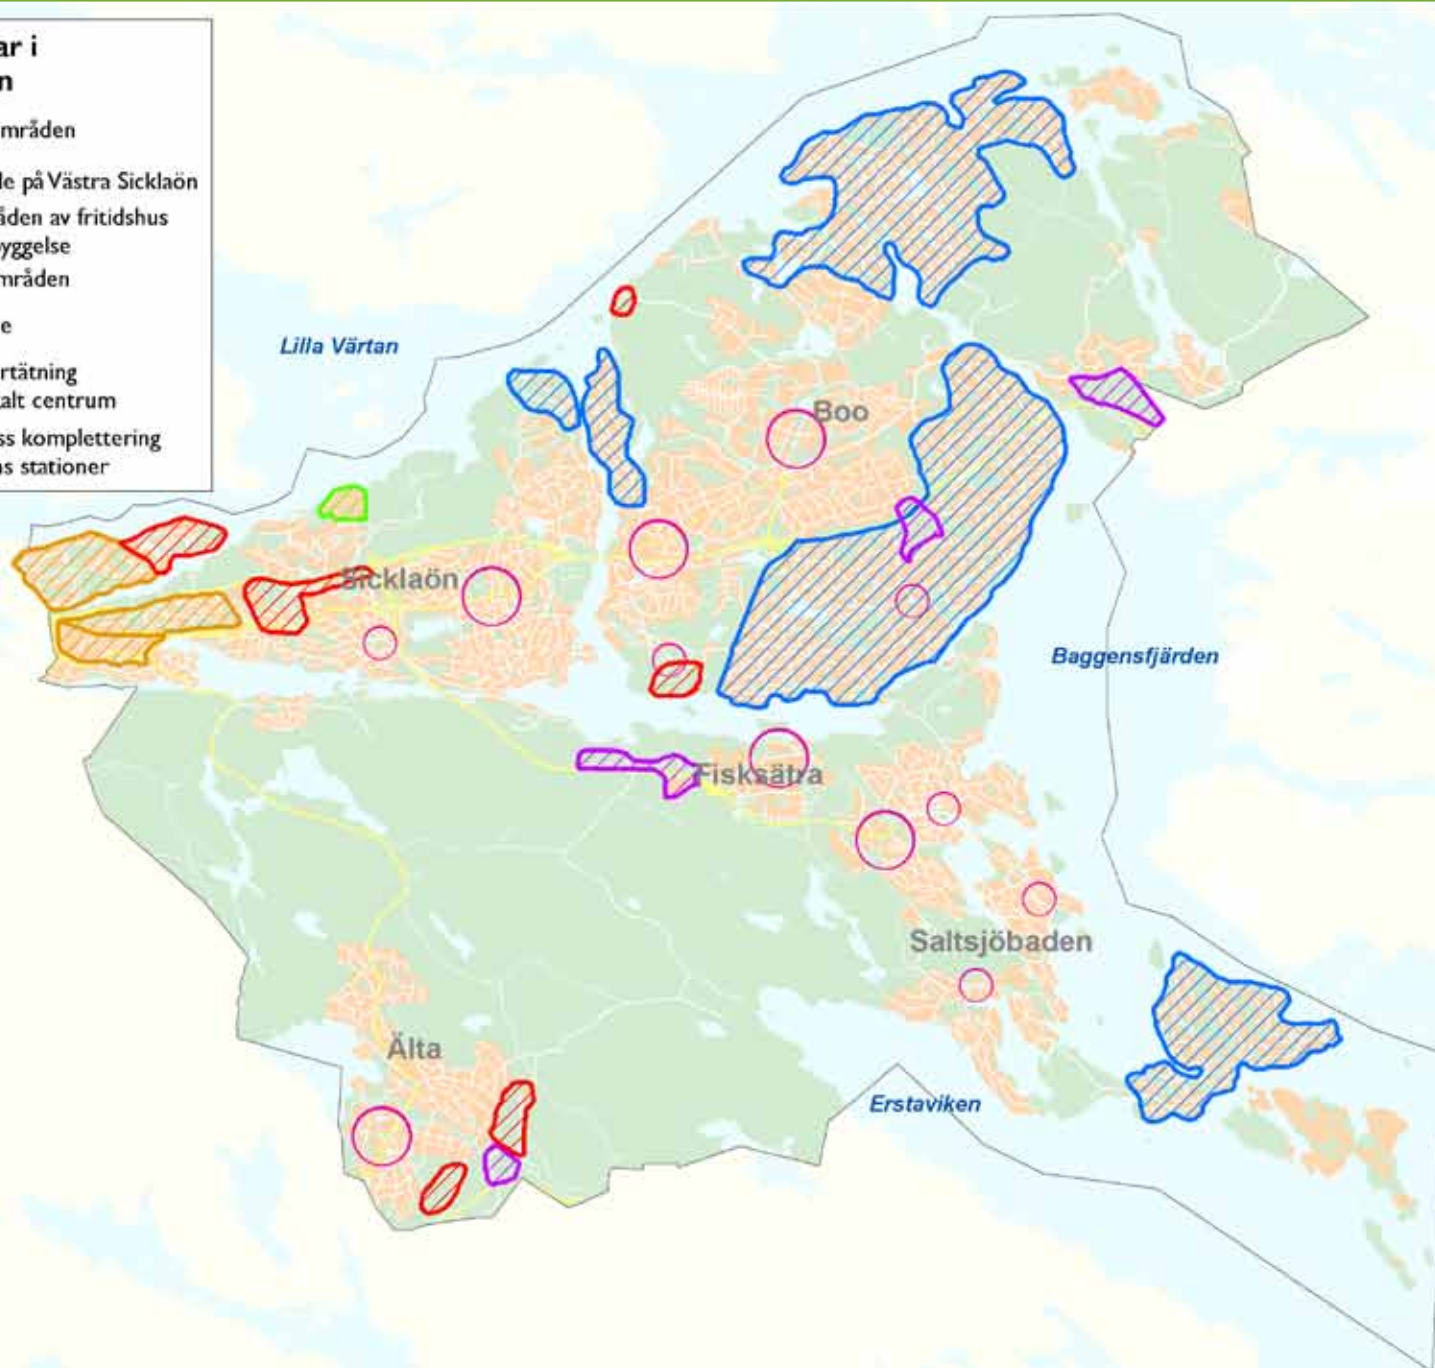 ar i
n
mråden
le på Västra Sicklaön
åden av fritidshus
yggelse
mråden
e
rtätning
alt centrum
ss komplettering
ns stationer
Lilla Värtan
Boo
Sicklaön
Baggensfjärden
Fisksätra
Saltsjöbaden
Älta
Erstaviken